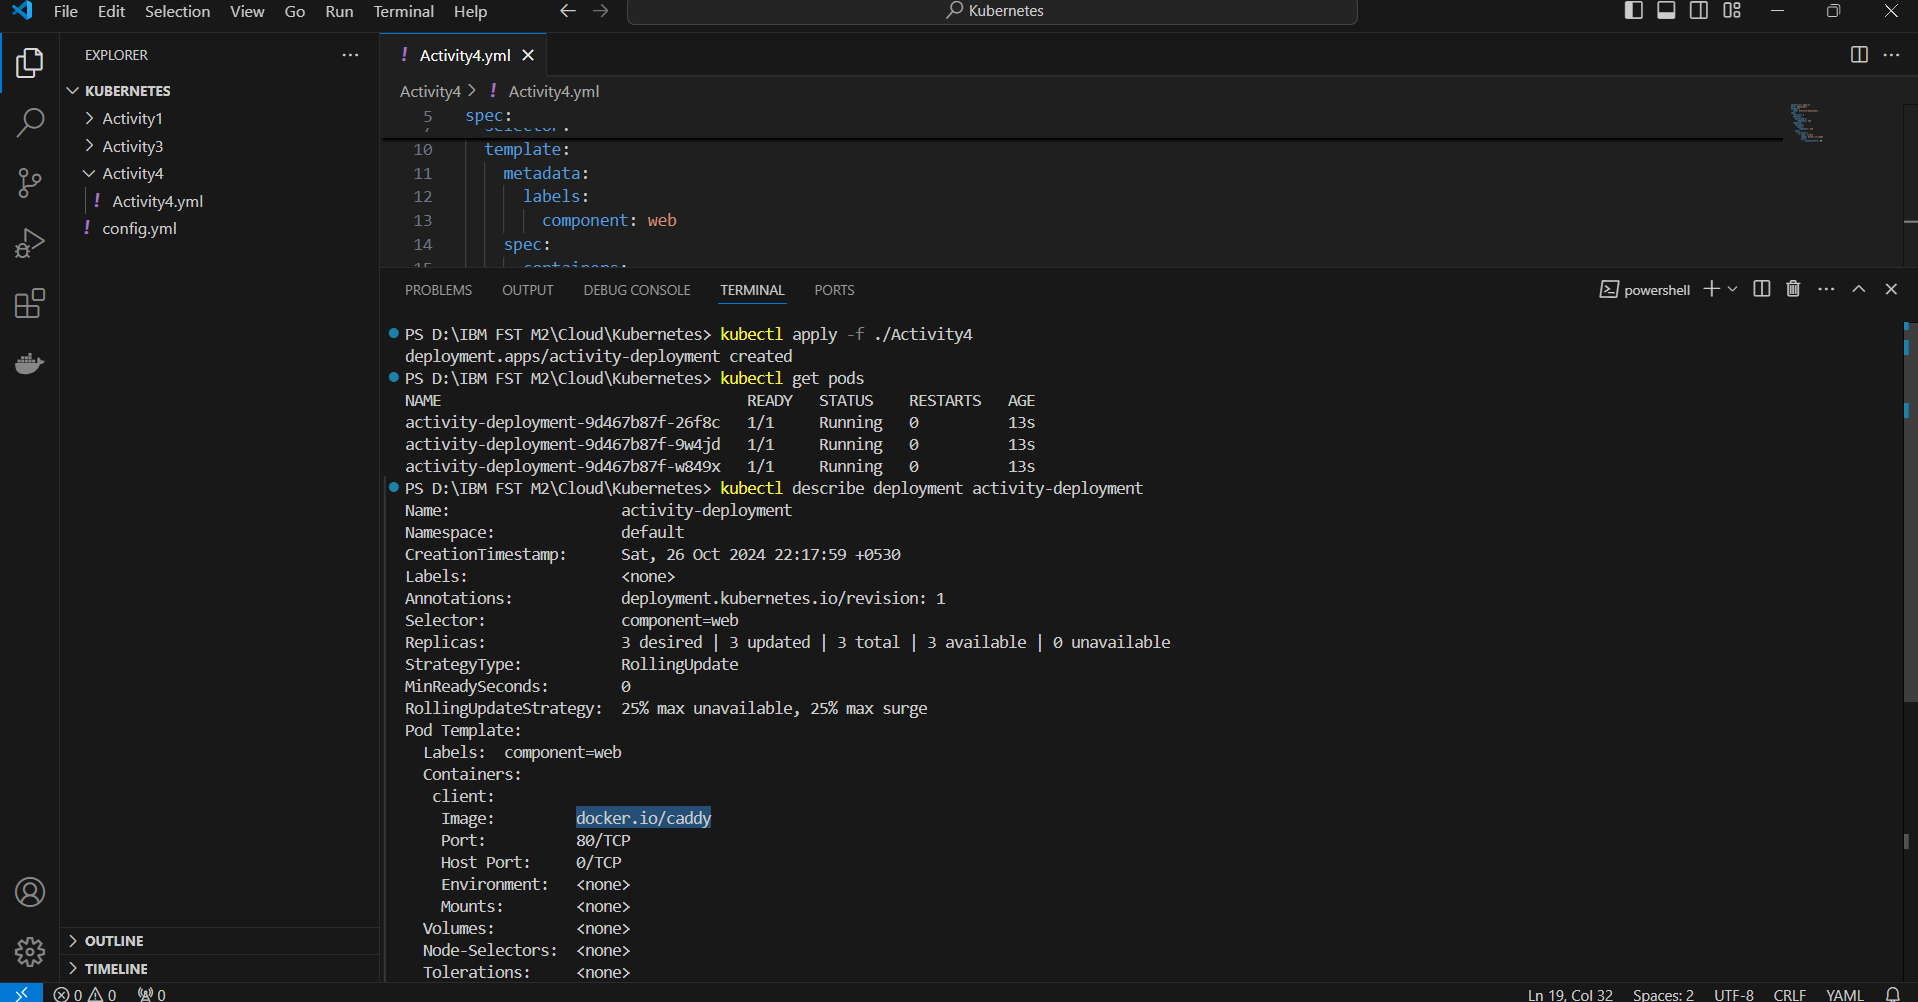 File Edit Selection View Go Run Terminal Help
Kubernetes
EXPLORER
KUBERNETES
Activity1
Activity3
Activity4
! Activity4.yml
! config.yml
OUTLINE
TIMELINE
! Activity4.yml
Activity4 > ! Activity4.yml
5 spec:
7 selector:
10 template:
11 metadata:
12 labels:
13 component: web
14 spec:
15 containers:
PROBLEMS OUTPUT DEBUG CONSOLE TERMINAL PORTS
powershell
PS D:\IBM FST M2\Cloud\Kubernetes> kubectl apply -f ./Activity4
deployment.apps/activity-deployment created
PS D:\IBM FST M2\Cloud\Kubernetes> kubectl get pods
NAME READY STATUS RESTARTS AGE
activity-deployment-9d467b87f-26f8c 1/1 Running 0 13s
activity-deployment-9d467b87f-9w4jd 1/1 Running 0 13s
activity-deployment-9d467b87f-w849x 1/1 Running 0 13s
PS D:\IBM FST M2\Cloud\Kubernetes> kubectl describe deployment activity-deployment
Name: activity-deployment
Namespace: default
CreationTimestamp: Sat, 26 Oct 2024 22:17:59 +0530
Labels: <none>
Annotations: deployment.kubernetes.io/revision: 1
Selector: component=web
Replicas: 3 desired | 3 updated | 3 total | 3 available | 0 unavailable
StrategyType: RollingUpdate
MinReadySeconds: 0
RollingUpdateStrategy: 25% max unavailable, 25% max surge
Pod Template:
Labels: component=web
Containers:
client:
Image: docker.io/caddy
Port: 80/TCP
Host Port: 0/TCP
Environment: <none>
Mounts: <none>
Volumes: <none>
Node-Selectors: <none>
Tolerations: <none>
0 0 0
Ln 19, Col 32 Spaces: 2 UTF-8 CRLF YAML